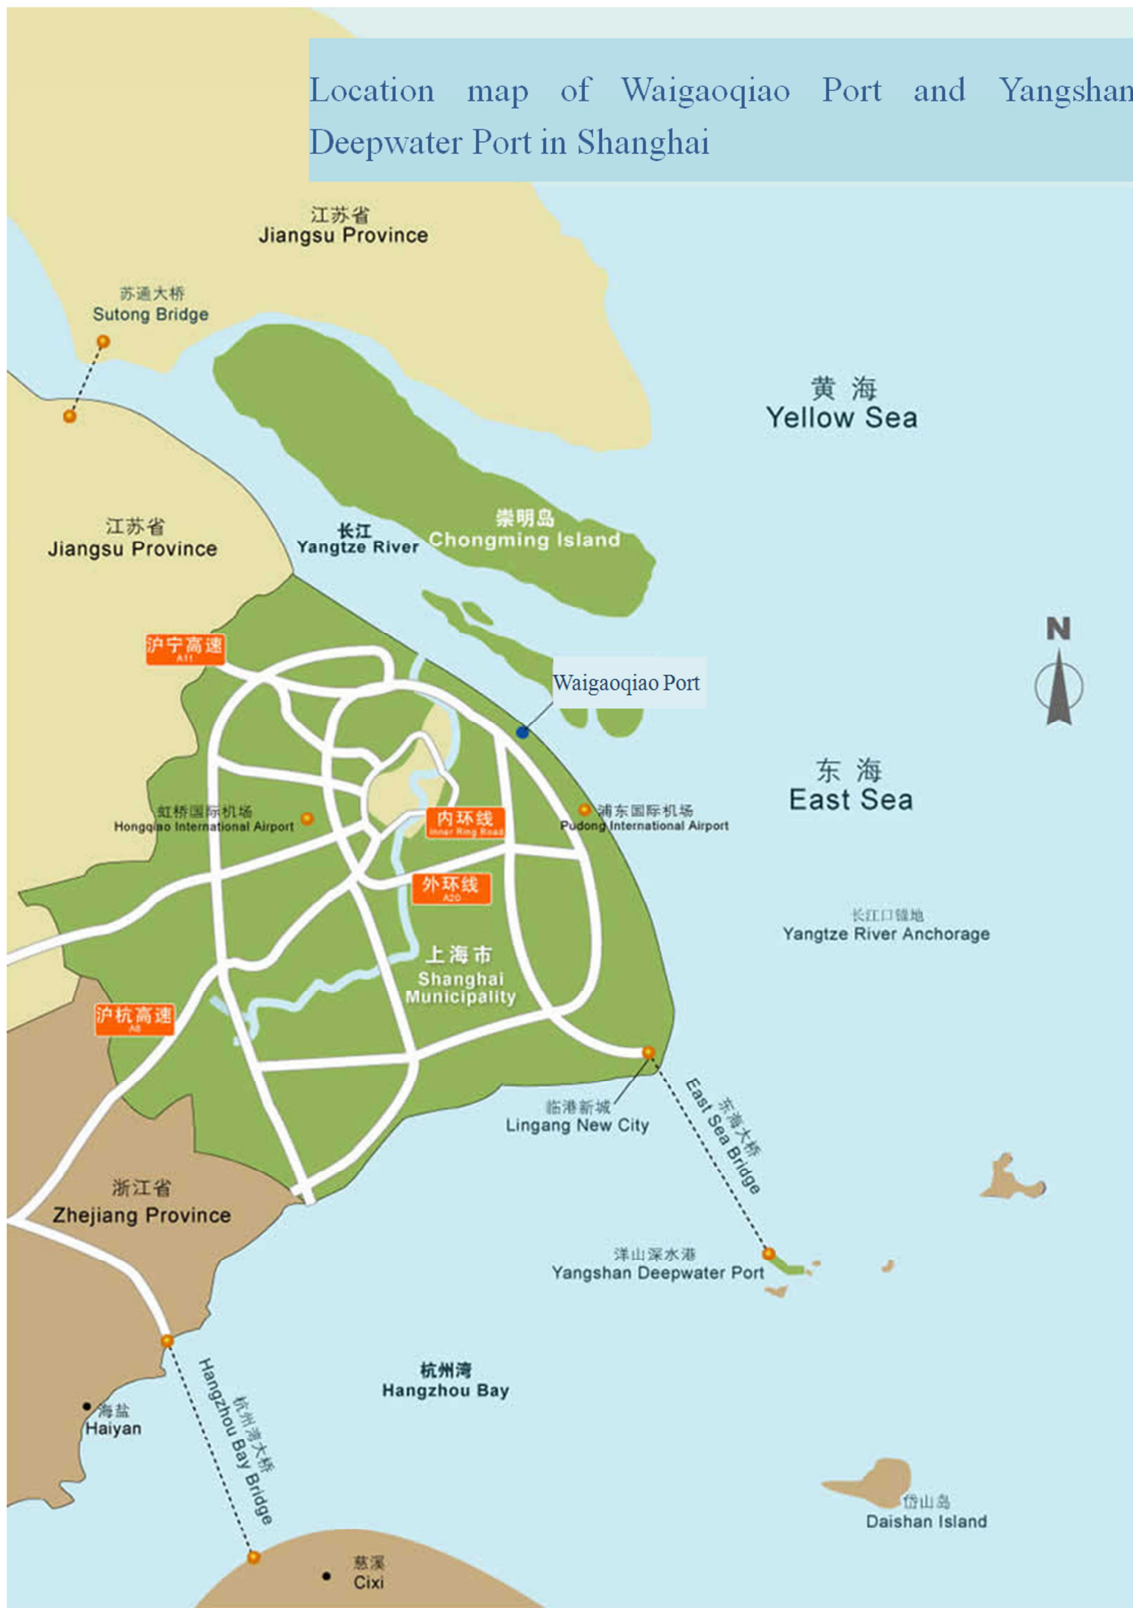 Location map of Waigaoqiao Port and Yangshan
Deepwater Port in Shanghai
江苏省
Jiangsu Province
苏通大桥
Sutong Bridge
黄 海
Yellow Sea
崇明岛
Chongming Island
长江
Yangtze River
江苏省
Jiangsu Province
N
沪宁高速
A11
Waigaoqiao Port
东 海
East Sea
虹桥国际机场
Hongqiao International Airport
内环线
Inner Ring Road
浦东国际机场
Pudong International Airport
外环线
A20
长江口锚地
Yangtze River Anchorage
上海市
Shanghai
Municipality
沪杭高速
A8
临港新城
Lingang New City
东海大桥
East Sea Bridge
浙江省
Zhejiang Province
洋山深水港
Yangshan Deepwater Port
杭州湾
Hangzhou Bay
杭州湾大桥
Hangzhou Bay Bridge
海盐
Haiyan
岱山岛
Daishan Island
慈溪
Cixi